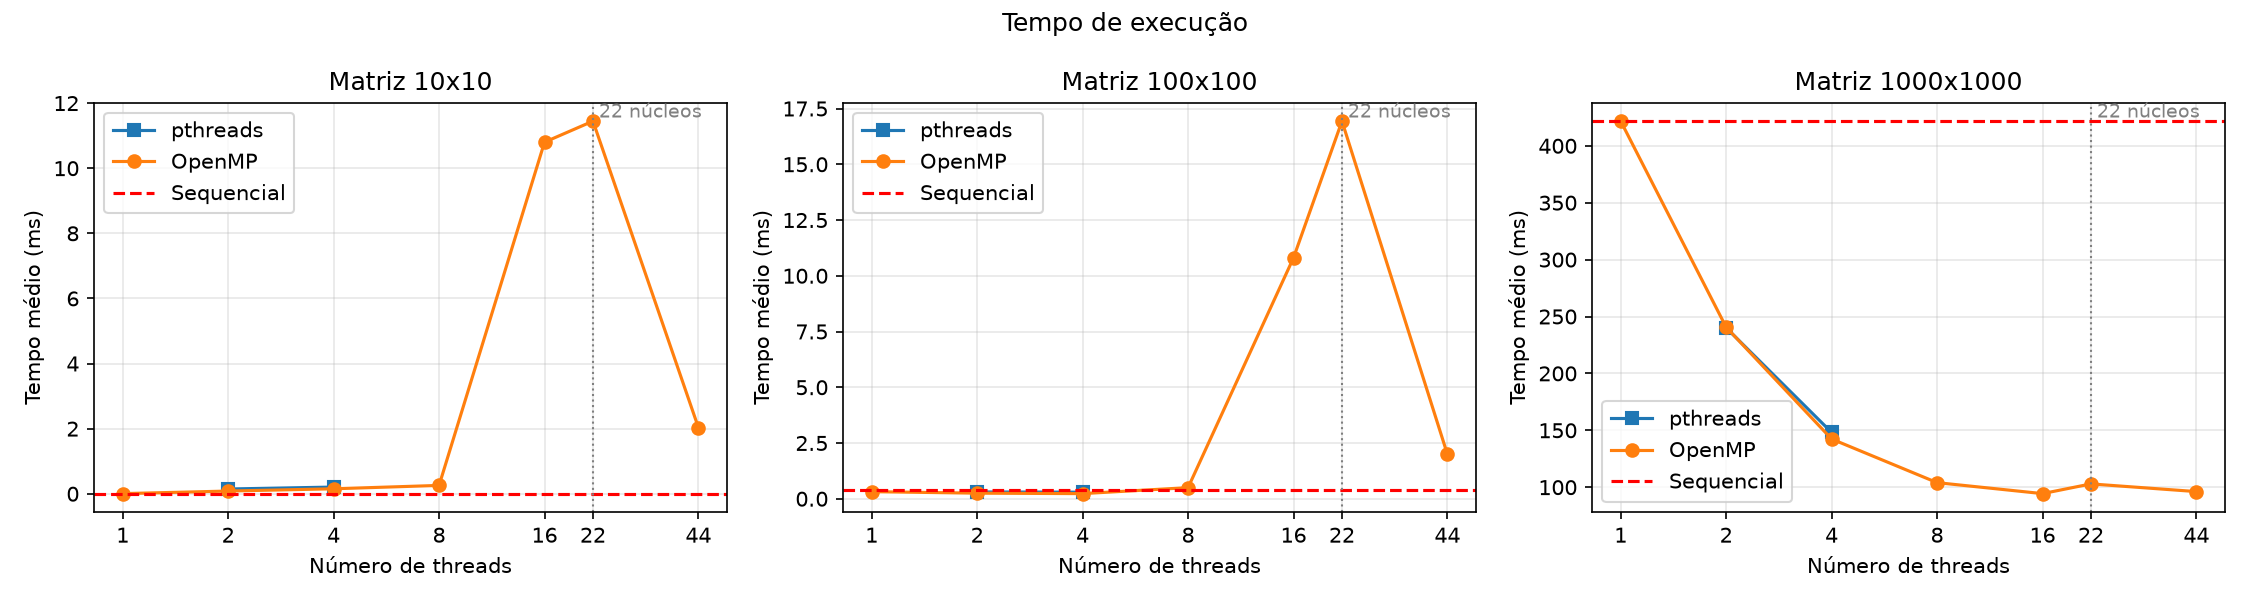 Tempo de execução
Matriz 10x10
12
10
8
6
4
2
0
Tempo médio (ms)
pthreads
OpenMP
Sequencial
22 núcleos
1 2 4 8 16 22 44
Número de threads
Matriz 100x100
17.5
15.0
12.5
10.0
7.5
5.0
2.5
0.0
Tempo médio (ms)
pthreads
OpenMP
Sequencial
22 núcleos
1 2 4 8 16 22 44
Número de threads
Matriz 1000x1000
400
350
300
250
200
150
100
Tempo médio (ms)
22 núcleos
pthreads
OpenMP
Sequencial
1 2 4 8 16 22 44
Número de threads